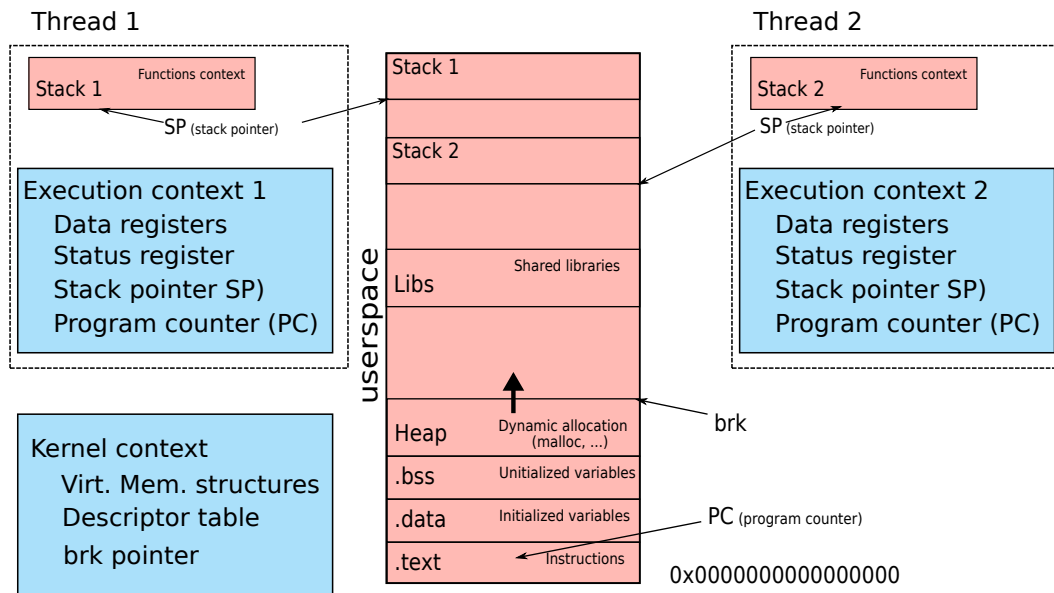 Thread 1
Stack 1
Functions context
SP (stack pointer)
Execution context 1
Data registers
Status register
Stack pointer SP)
Program counter (PC)
Kernel context
Virt. Mem. structures
Descriptor table
brk pointer
userspace
Stack 1
Stack 2
Libs
Shared libraries
Heap
Dynamic allocation
(malloc, ...)
.bss
Unitialized variables
.data
Initialized variables
.text
Instructions
Thread 2
Stack 2
Functions context
SP (stack pointer)
Execution context 2
Data registers
Status register
Stack pointer SP)
Program counter (PC)
brk
PC (program counter)
0x0000000000000000